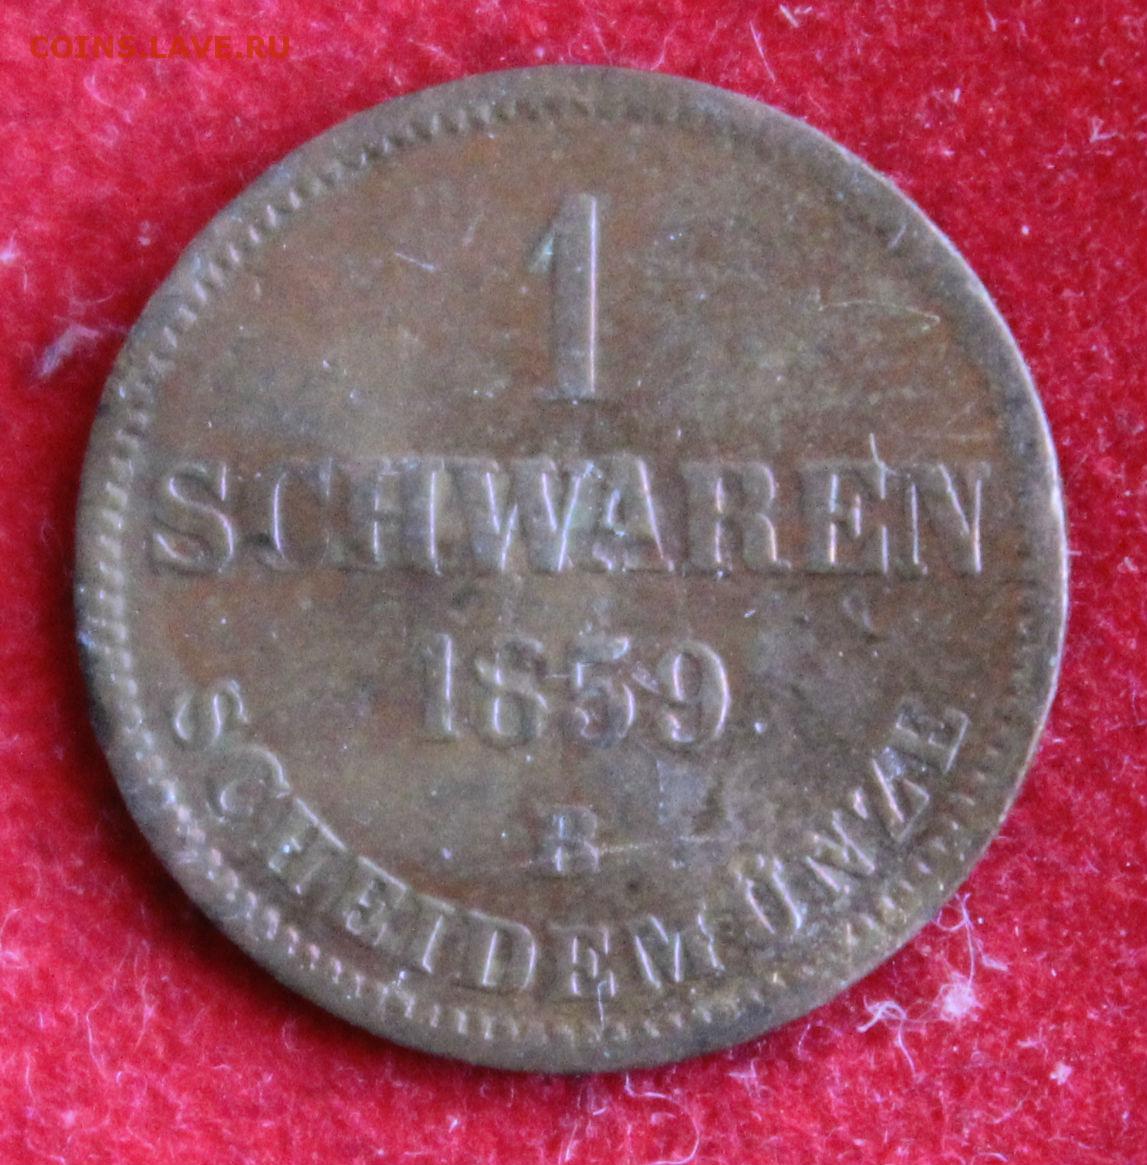 COINS.LAVE.RU
1
SCHWAREN
1859
B
SCHEIDEMÜNZE